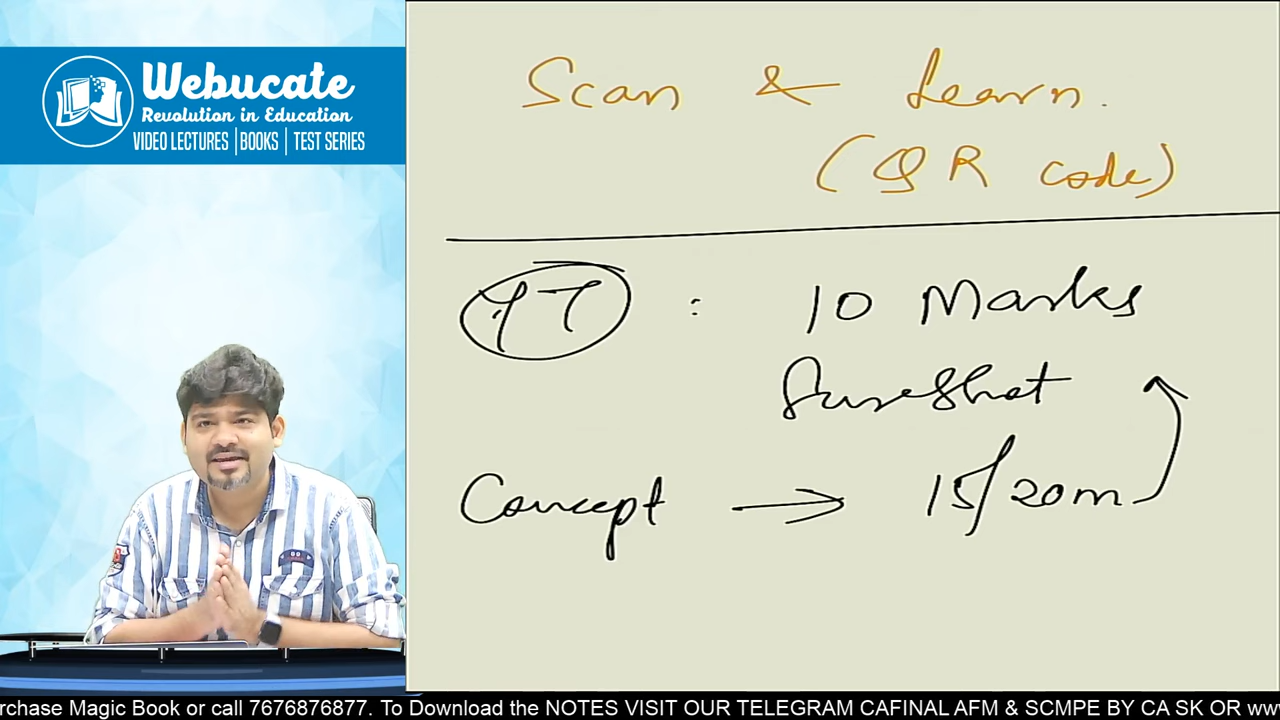 Webucate
Revolution in Education
VIDEO LECTURES | BOOKS | TEST SERIES
Scan & Learn.
(QR code)
: 10 Marks
Sureshot
Concept → 15/20m
rchase Magic Book or call 7676876877. To Download the NOTES VISIT OUR TELEGRAM CAFINAL AFM & SCMPE BY CA SK OR ww